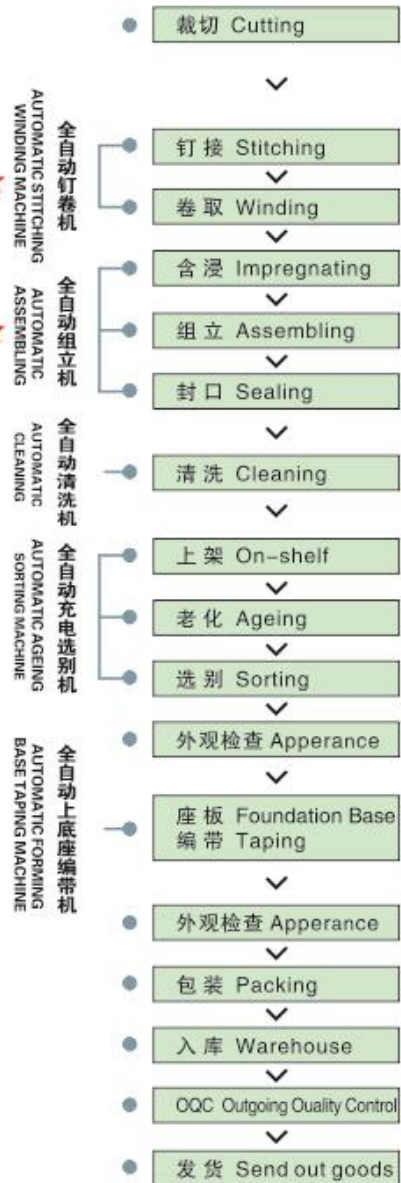 裁切 Cutting
全自动钉卷机
AUTOMATIC STITCHING
WINDING MACHINE
钉接 Stitching
卷取 Winding
全自动组立机
AUTOMATIC
ASSEMBLING
含浸 Impregnating
组立 Assembling
封口 Sealing
全自动清洗机
AUTOMATIC
CLEANING
清洗 Cleaning
全自动充电选别机
AUTOMATIC AGEING
SORTING MACHINE
上架 On-shelf
老化 Ageing
选别 Sorting
外观检查 Apperance
全自动上底座编带机
AUTOMATIC FORMING
BASE TAPING MACHINE
座板 Foundation Base
编带 Taping
外观检查 Apperance
包装 Packing
入库 Warehouse
OQC Outgoing Ouality Control
发货 Send out goods